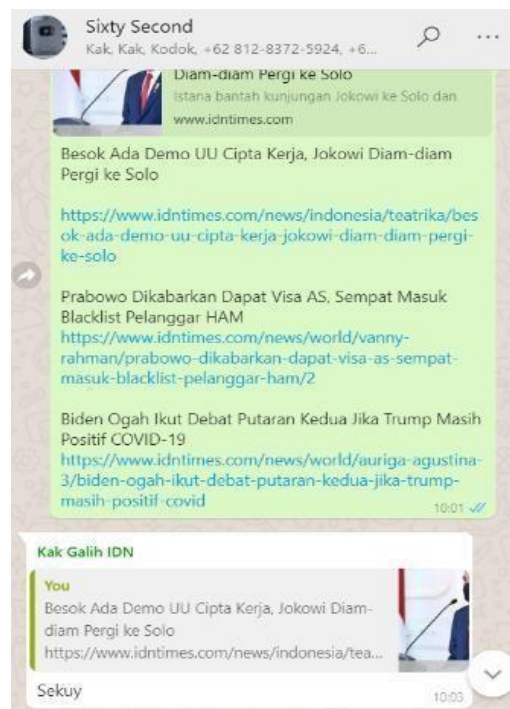 Sixty Second
Kak, Kak, Kodok, +62 812-8372-5924, +6...
Diam-diam Pergi ke Solo
Istana bantah kunjungan Jokowi ke Solo dan
www.idntimes.com
Besok Ada Demo UU Cipta Kerja, Jokowi Diam-diam
Pergi ke Solo
https://www.idntimes.com/news/indonesia/teatrika/bes
ok-ada-demo-uu-cipta-kerja-jokowi-diam-diam-pergi-
ke-solo
Prabowo Dikabarkan Dapat Visa AS, Sempat Masuk
Blacklist Pelanggar HAM
https://www.idntimes.com/news/world/vanny-
rahman/prabowo-dikabarkan-dapat-visa-as-sempat-
masuk-blacklist-pelanggar-ham/2
Biden Ogah Ikut Debat Putaran Kedua Jika Trump Masih
Positif COVID-19
https://www.idntimes.com/news/world/auriga-agustina-
3/biden-ogah-ikut-debat-putaran-kedua-jika-trump-
masih-positif-covid
10:01
Kak Galih IDN
You
Besok Ada Demo UU Cipta Kerja, Jokowi Diam-
diam Pergi ke Solo
https://www.idntimes.com/news/indonesia/tea...
Sekuy
10:03